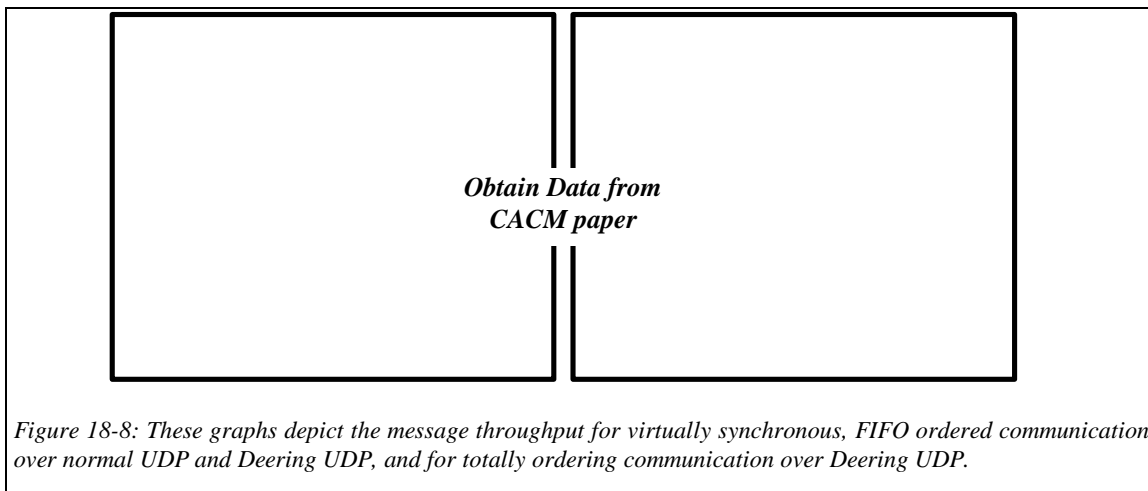 Obtain Data from
CACM paper
Figure 18-8: These graphs depict the message throughput for virtually synchronous, FIFO ordered communication
over normal UDP and Deering UDP, and for totally ordering communication over Deering UDP.